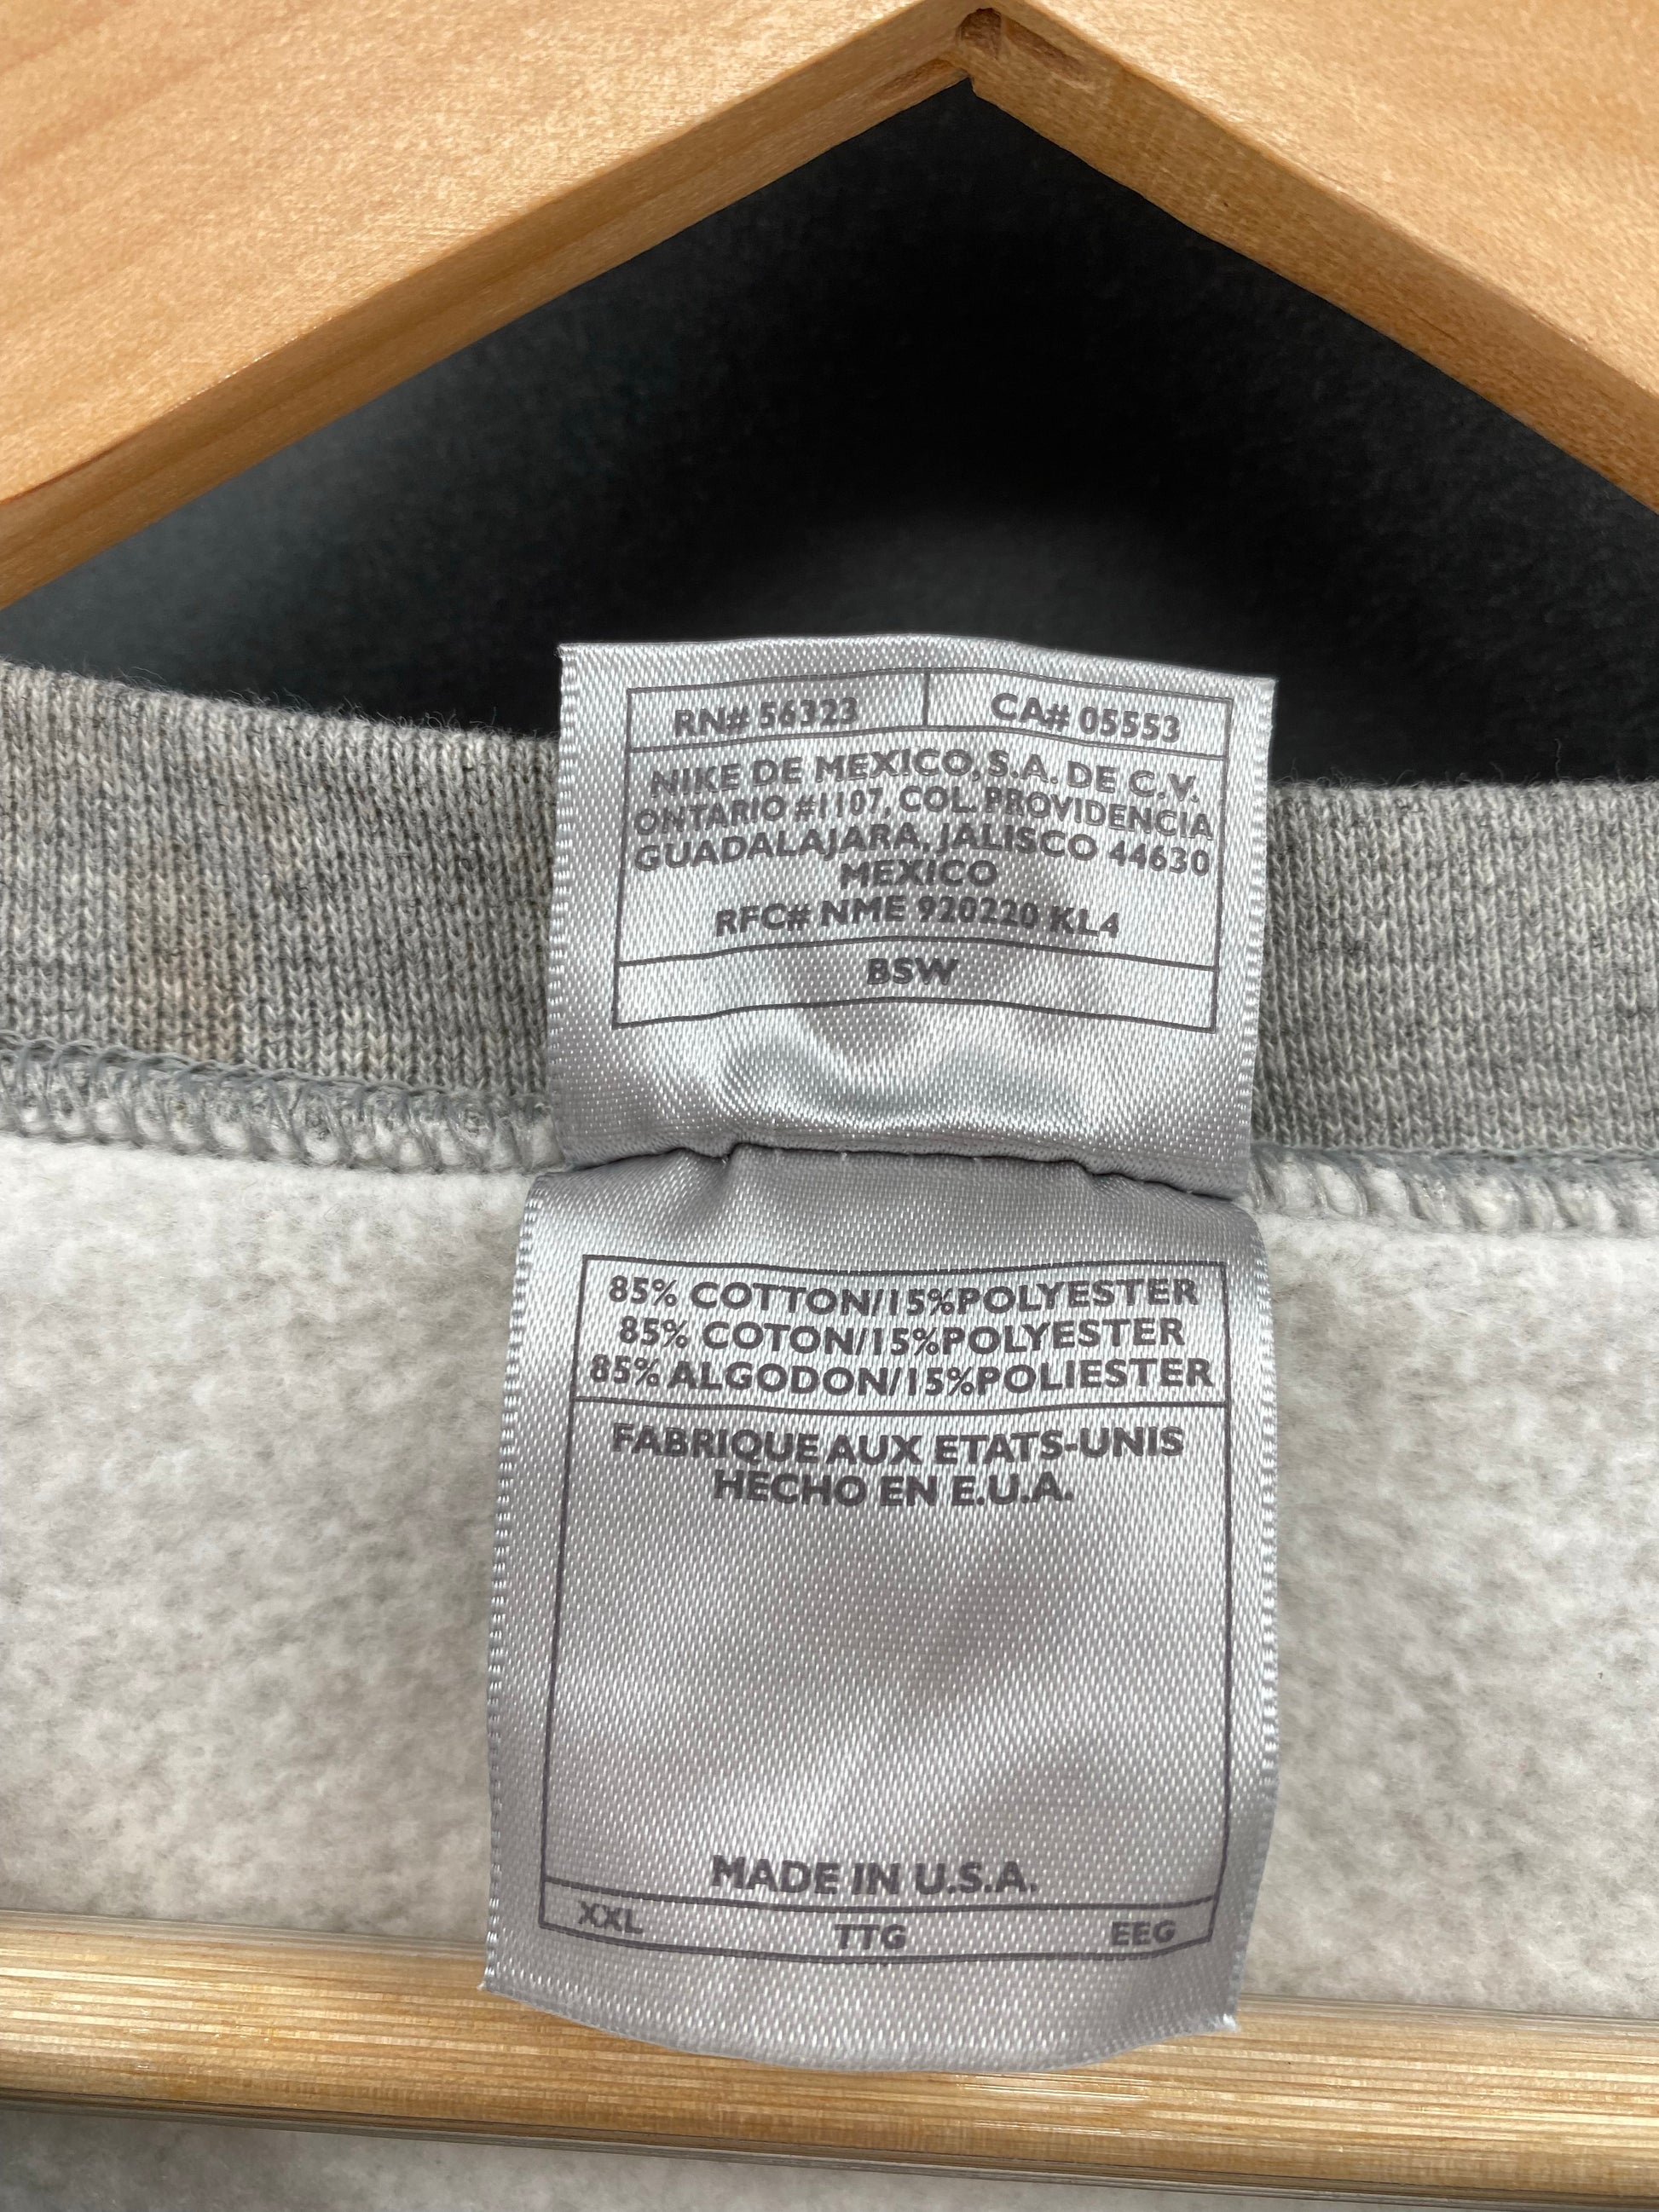 RN# 56323 CA# 05553
NIKE DE MEXICO, S.A. DE C.V.
ONTARIO #1107, COL. PROVIDENCIA
GUADALAJARA, JALISCO 44630
MEXICO
RFC# NME 920220 KL4
BSW
85% COTTON/15%POLYESTER
85% COTON/15%POLYESTER
85% ALGODON/15%POLIESTER
FABRIQUE AUX ETATS-UNIS
HECHO EN E.U.A.
MADE IN U.S.A.
XXL TTG EEG